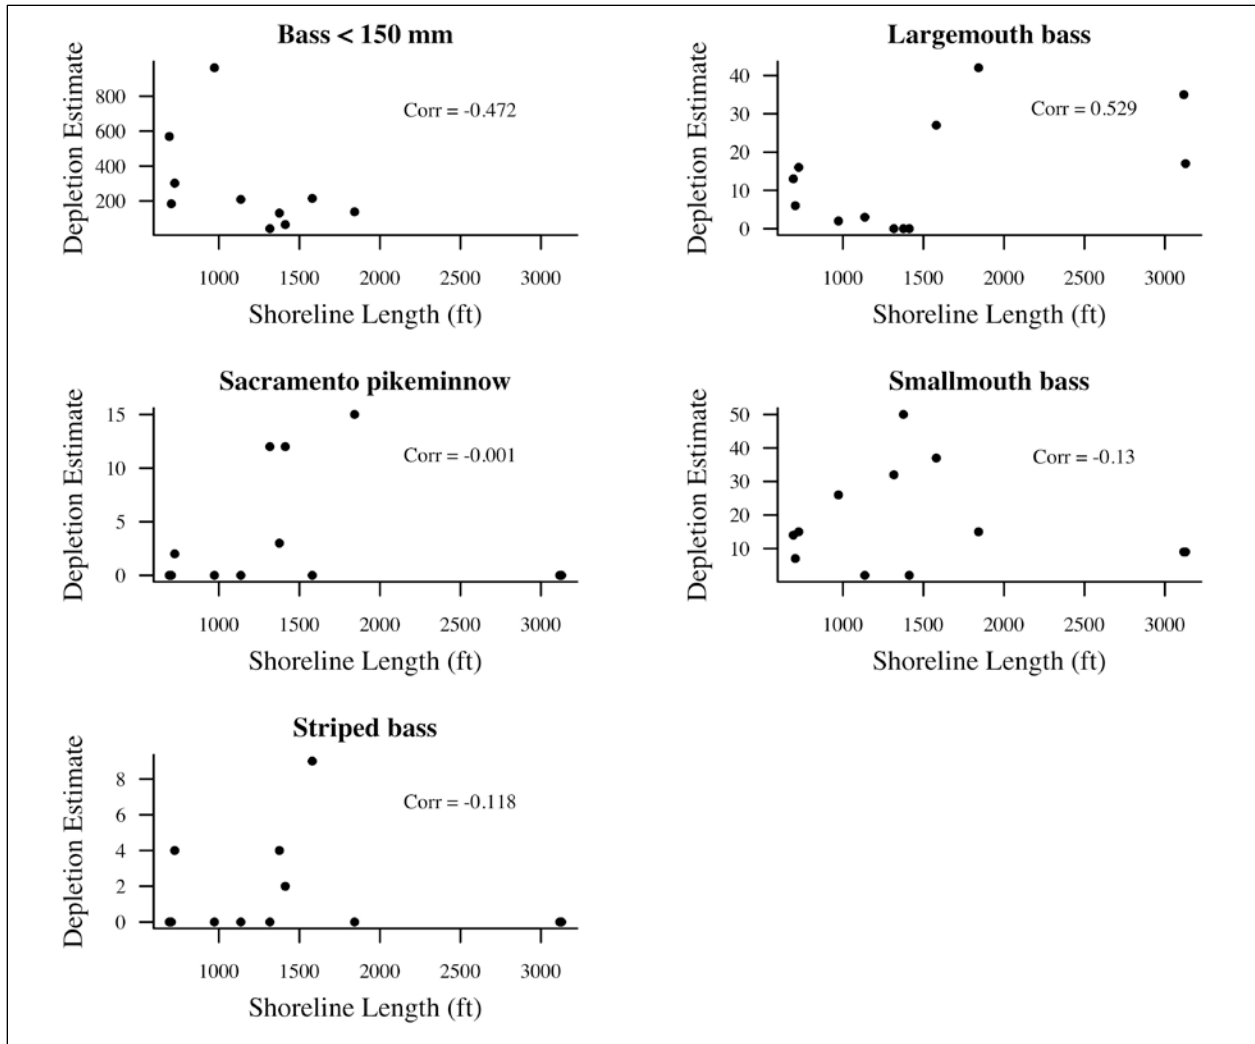 Bass < 150 mm
Depletion Estimate
800
600
400
200
Corr = -0.472
1000 1500 2000 2500 3000
Shoreline Length (ft)
Largemouth bass
Depletion Estimate
40
30
20
10
0
Corr = 0.529
1000 1500 2000 2500 3000
Shoreline Length (ft)
Sacramento pikeminnow
Depletion Estimate
15
10
5
0
Corr = -0.001
1000 1500 2000 2500 3000
Shoreline Length (ft)
Smallmouth bass
Depletion Estimate
50
40
30
20
10
Corr = -0.13
1000 1500 2000 2500 3000
Shoreline Length (ft)
Striped bass
Depletion Estimate
8
6
4
2
0
Corr = -0.118
1000 1500 2000 2500 3000
Shoreline Length (ft)